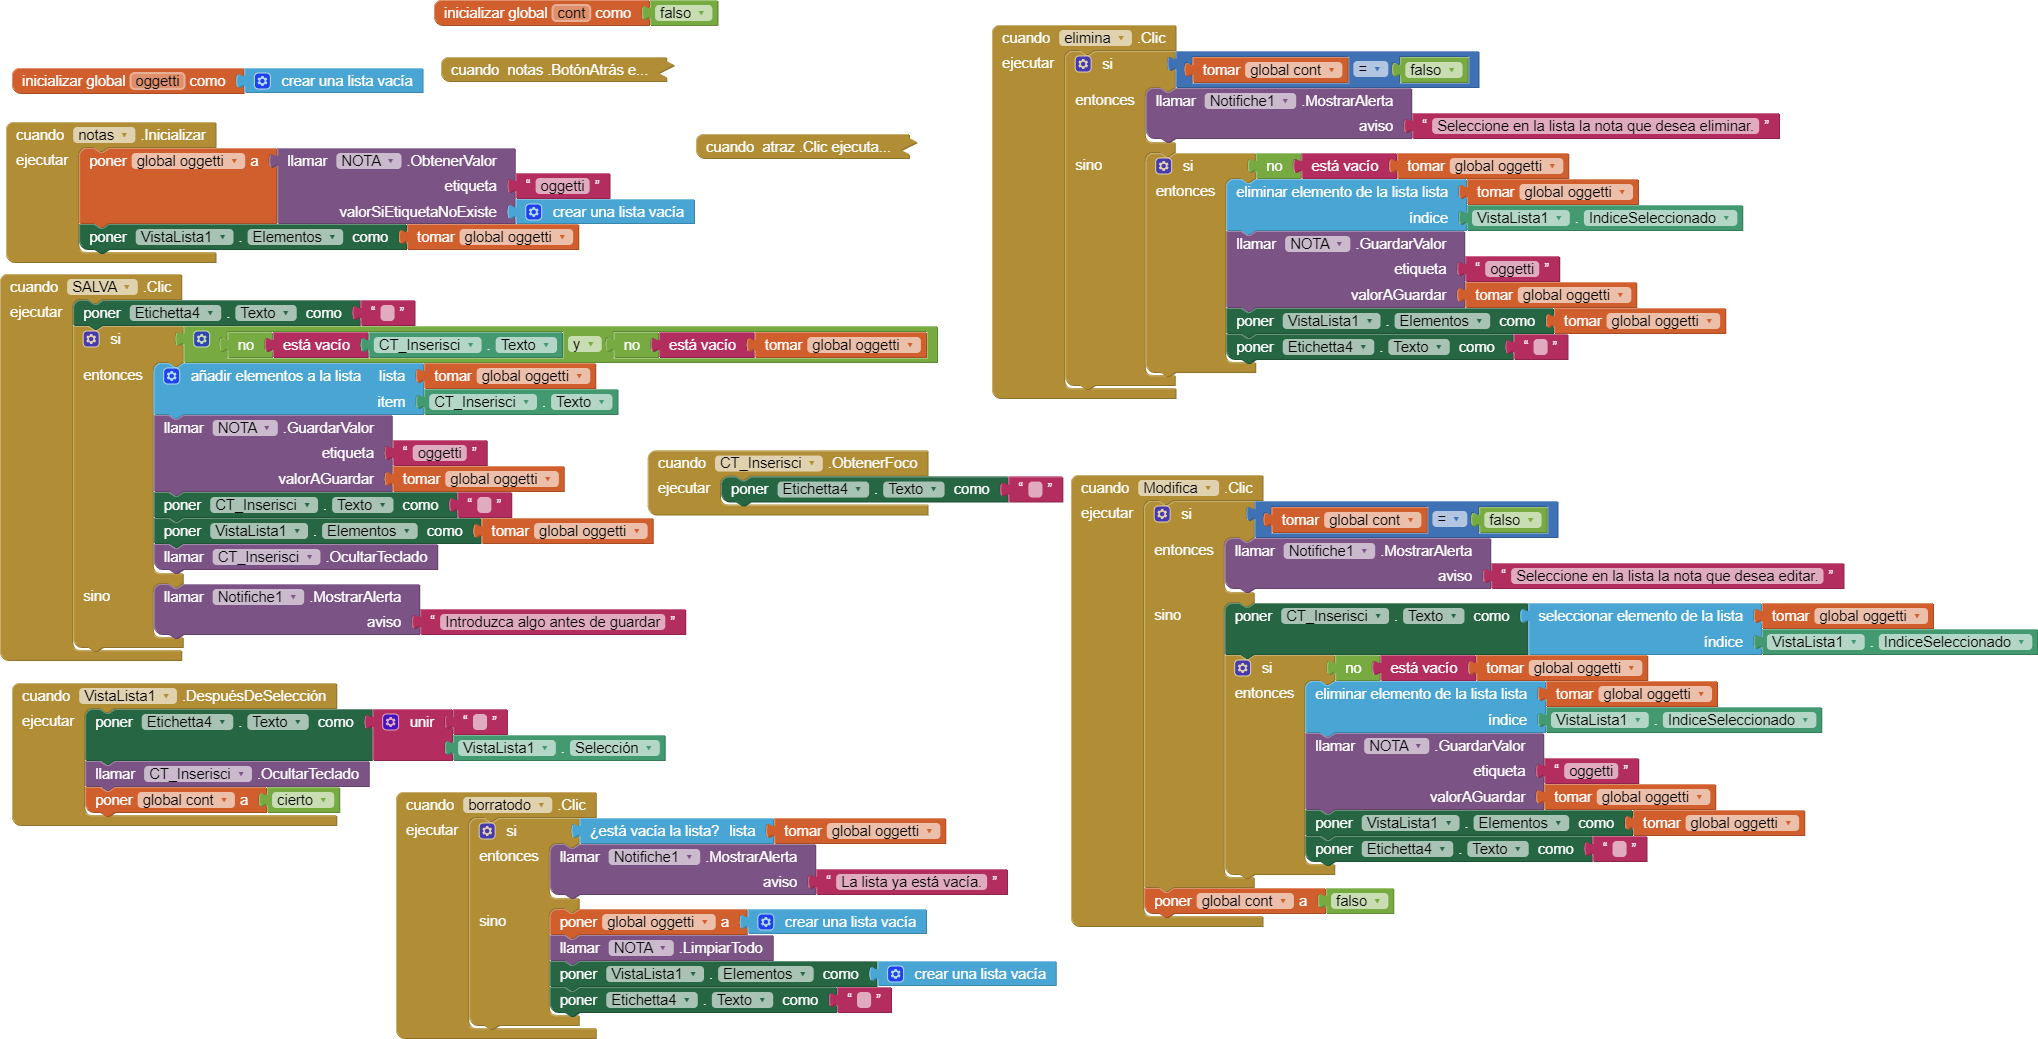 inicializar global cont como falso
inicializar global oggetti como crear una lista vacía
cuando notas .BotónAtrás e...
cuando notas .Inicializar
ejecutar poner global oggetti a llamar NOTA .ObtenerValor
etiqueta " oggetti "
valorSiEtiquetaNoExiste crear una lista vacía
poner VistaLista1 . Elementos como tomar global oggetti
cuando atraz .Clic ejecuta...
cuando SALVA .Clic
ejecutar poner Etichetta4 . Texto como " "
si no está vacío CT_Inserisci . Texto y no está vacío tomar global oggetti
entonces añadir elementos a la lista lista tomar global oggetti
item CT_Inserisci . Texto
llamar NOTA .GuardarValor
etiqueta " oggetti "
valorAGuardar tomar global oggetti
poner CT_Inserisci . Texto como " "
poner VistaLista1 . Elementos como tomar global oggetti
llamar CT_Inserisci .OcultarTeclado
sino llamar Notifiche1 .MostrarAlerta
aviso " Introduzca algo antes de guardar "
cuando CT_Inserisci .ObtenerFoco
ejecutar poner Etichetta4 . Texto como " "
cuando VistaLista1 .DespuésDeSelección
ejecutar poner Etichetta4 . Texto como unir " "
VistaLista1 . Selección
llamar CT_Inserisci .OcultarTeclado
poner global cont a cierto
cuando borratodo .Clic
ejecutar si ¿está vacía la lista? lista tomar global oggetti
entonces llamar Notifiche1 .MostrarAlerta
aviso " La lista ya está vacía. "
sino poner global oggetti a crear una lista vacía
llamar NOTA .LimpiarTodo
poner VistaLista1 . Elementos como crear una lista vacía
poner Etichetta4 . Texto como " "
cuando elimina .Clic
ejecutar si tomar global cont = falso
entonces llamar Notifiche1 .MostrarAlerta
aviso " Seleccione en la lista la nota que desea eliminar. "
sino si no está vacío tomar global oggetti
entonces eliminar elemento de la lista lista tomar global oggetti
índice VistaLista1 . IndiceSeleccionado
llamar NOTA .GuardarValor
etiqueta " oggetti "
valorAGuardar tomar global oggetti
poner VistaLista1 . Elementos como tomar global oggetti
poner Etichetta4 . Texto como " "
cuando Modifica .Clic
ejecutar si tomar global cont = falso
entonces llamar Notifiche1 .MostrarAlerta
aviso " Seleccione en la lista la nota que desea editar. "
sino poner CT_Inserisci . Texto como seleccionar elemento de la lista tomar global oggetti
índice VistaLista1 . IndiceSeleccionado
si no está vacío tomar global oggetti
entonces eliminar elemento de la lista lista tomar global oggetti
índice VistaLista1 . IndiceSeleccionado
llamar NOTA .GuardarValor
etiqueta " oggetti "
valorAGuardar tomar global oggetti
poner VistaLista1 . Elementos como tomar global oggetti
poner Etichetta4 . Texto como " "
poner global cont a falso